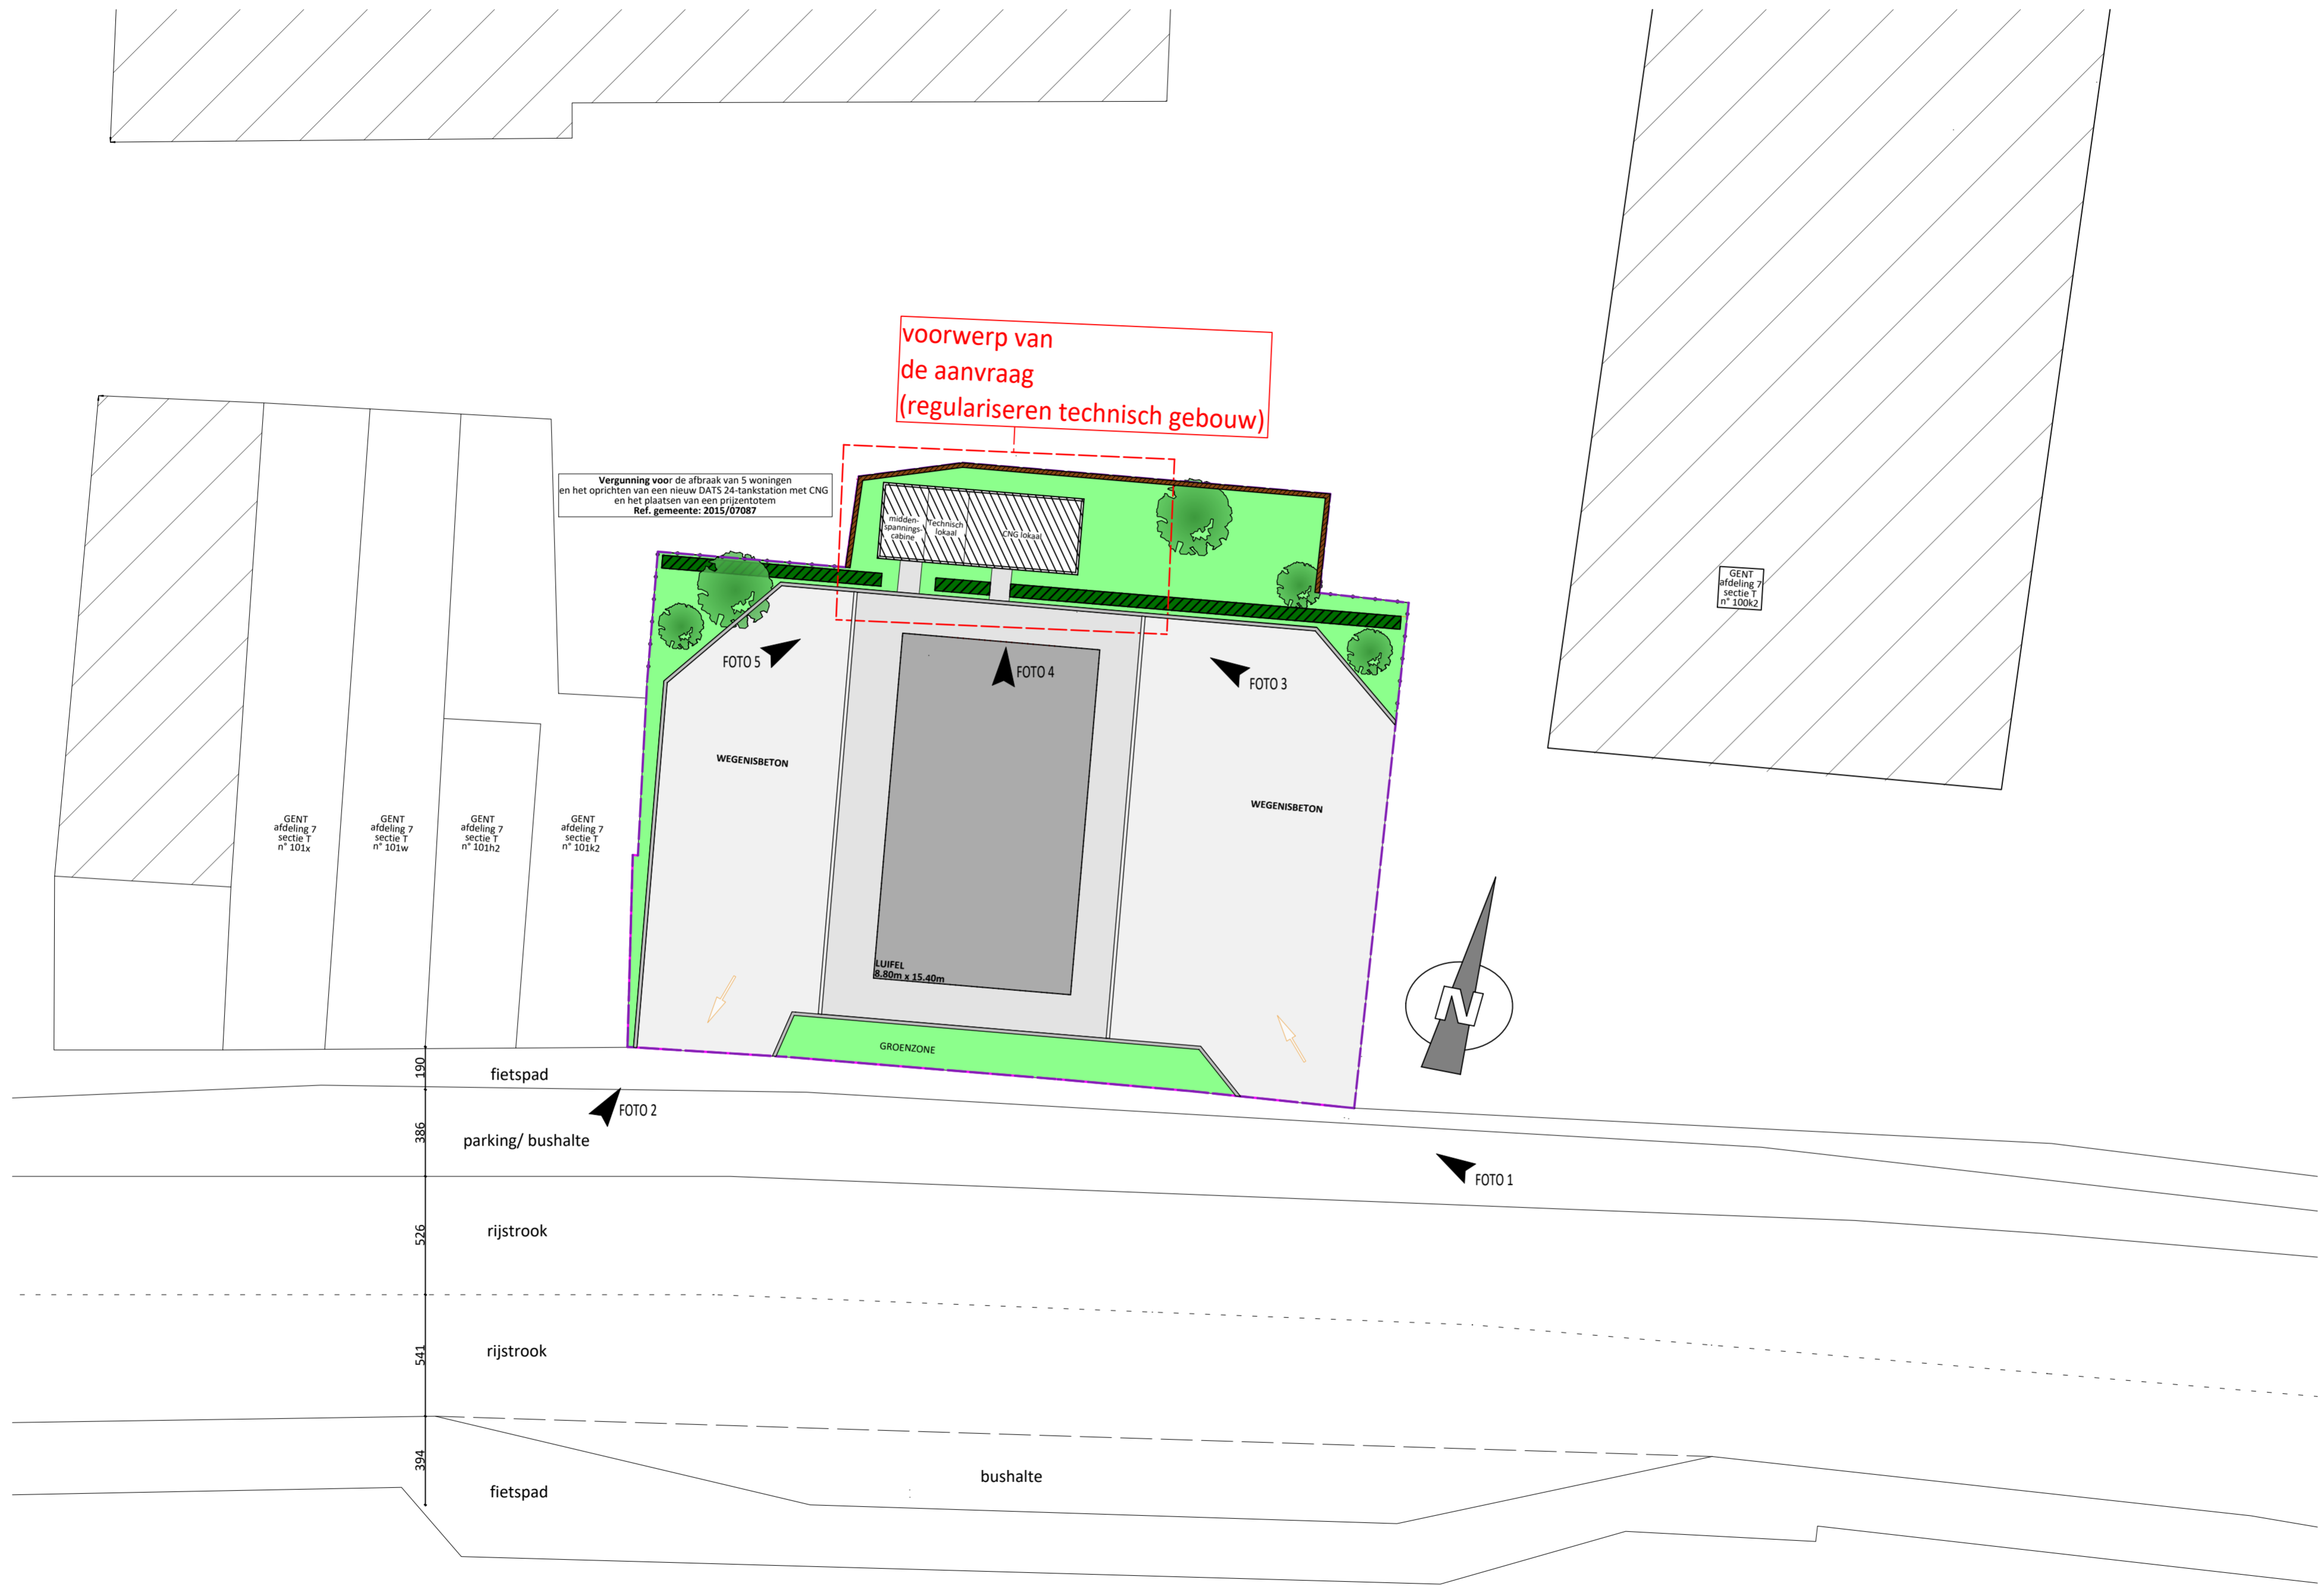 voorwerp van
de aanvraag
(regulariseren technisch gebouw)
Vergunning voor de afbraak van 5 woningen
en het oprichten van een nieuw DATS 24-tankstation met CNG
en het plaatsen van een prijzentotem
Ref. gemeente: 2015/07087
midden-
spannings-
cabine
Technisch
lokaal
CNG lokaal
GENT
afdeling 7
sectie T
n° 100k2
FOTO 5
FOTO 4
FOTO 3
WEGENISBETON
WEGENISBETON
GENT
afdeling 7
sectie T
n° 101x
GENT
afdeling 7
sectie T
n° 101w
GENT
afdeling 7
sectie T
n° 101h2
GENT
afdeling 7
sectie T
n° 101k2
LUIFEL
8.80m x 15.40m
N
GROENZONE
190
fietspad
FOTO 2
386
parking/ bushalte
FOTO 1
526
rijstrook
541
rijstrook
394
bushalte
fietspad